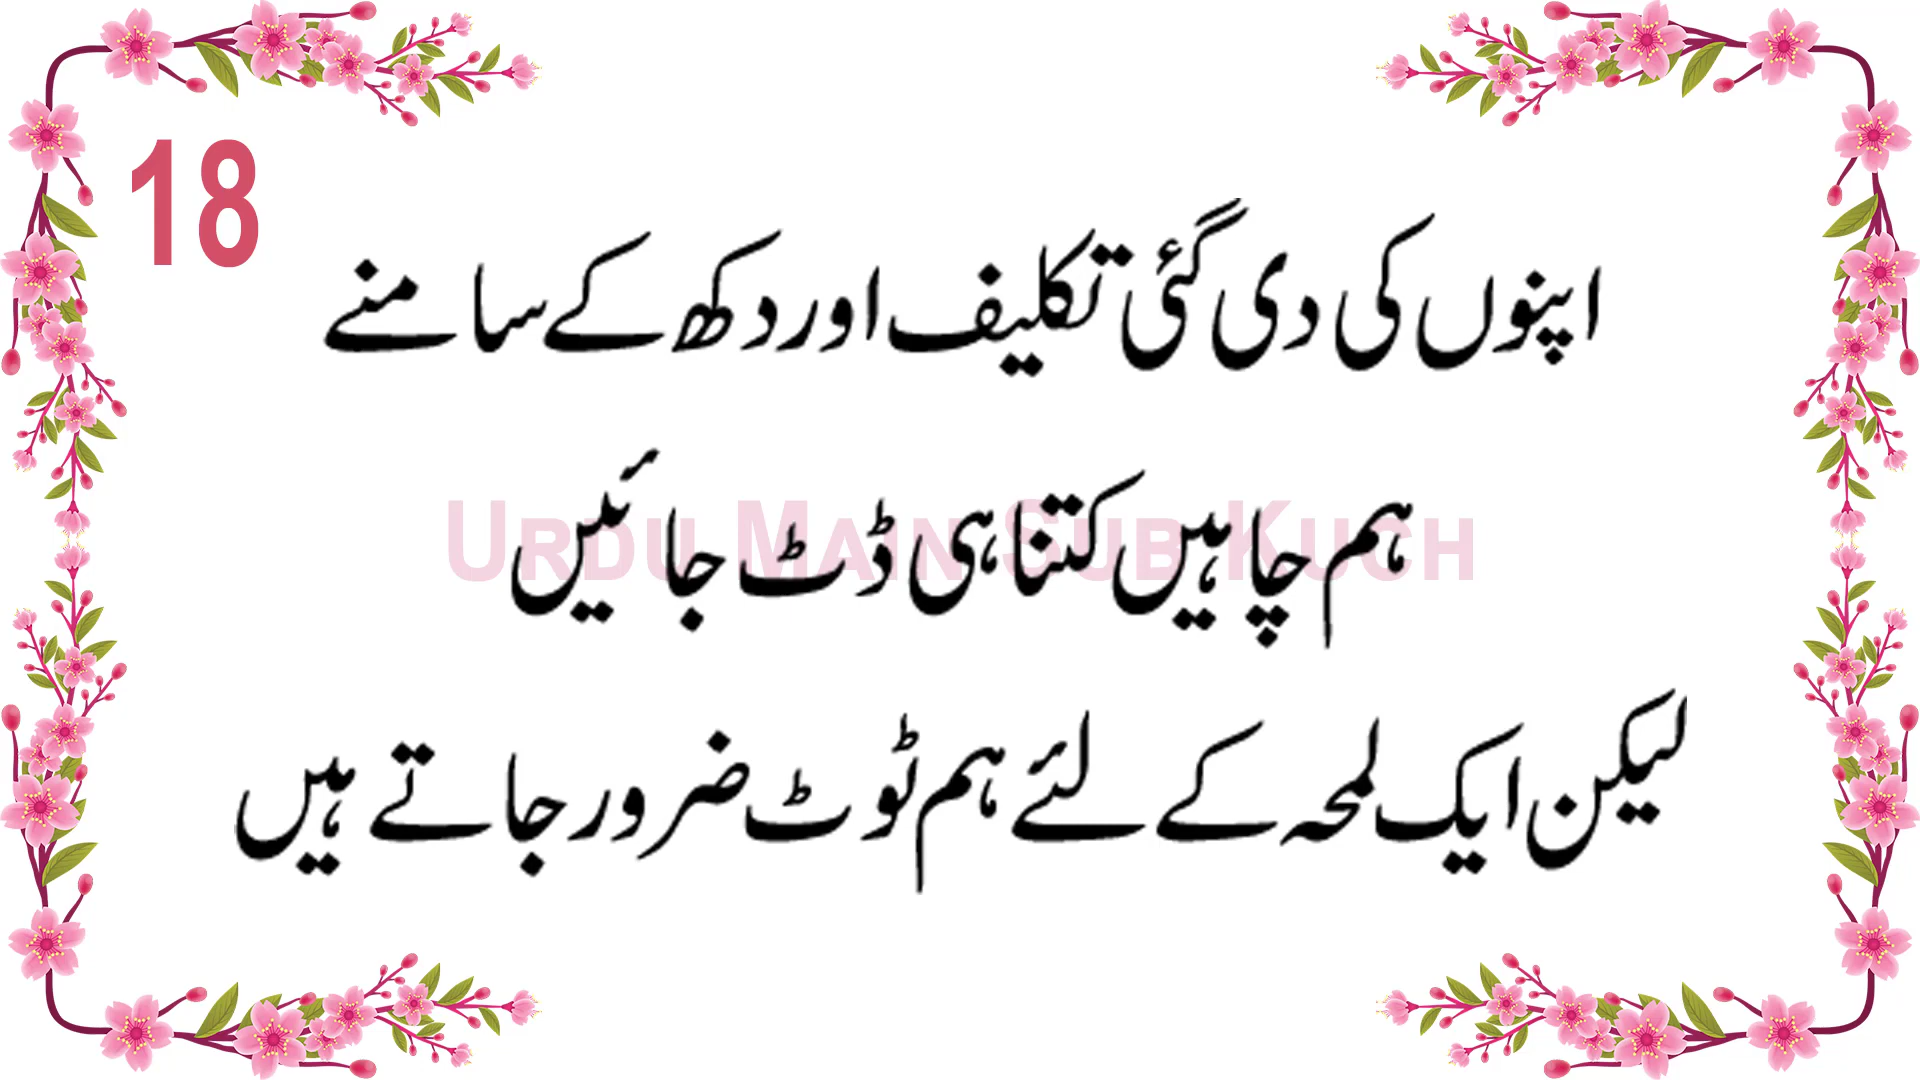 18
اپنوں کی دی گئی تکلیف اور دکھ کے سامنے
ہم چاہیں کتنا ہی ڈٹ جائیں
URDU MAIN SUB KUCH
لیکن ایک لمحہ کے لئے ہم ٹوٹ ضرور جاتے ہیں